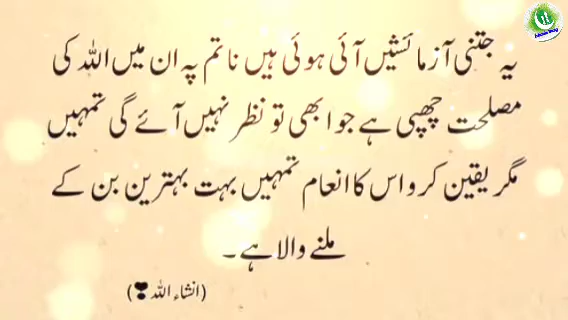 یہ جتنی آزمائشیں آئی ہوئی ہیں نا تم پہ ان میں اللہ کی
مصلحت چھپی ہے جو ابھی تو نظر نہیں آئے گی تمہیں
مگر یقین کرو اس کا انعام تمہیں بہت بہترین بن کے
ملنے والا ہے۔
(انشاء اللہ❣)